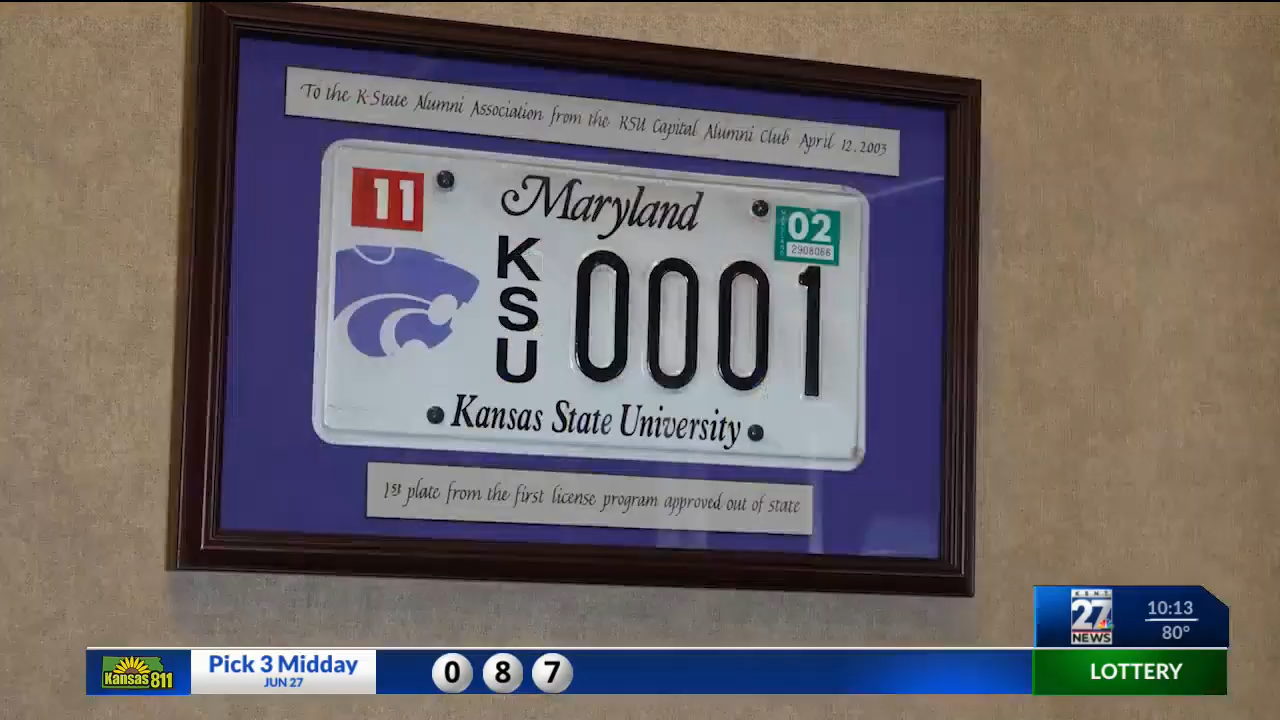 To the K-State Alumni Association from the KSU Capital Alumni Club April 12, 2003
11
Maryland
02
2908066
KSU 0001
Kansas State University
1st plate from the first license program approved out of state
KSNT
27
NEWS
10:13
80°
Kansas 811
Pick 3 Midday
JUN 27
0 8 7
LOTTERY